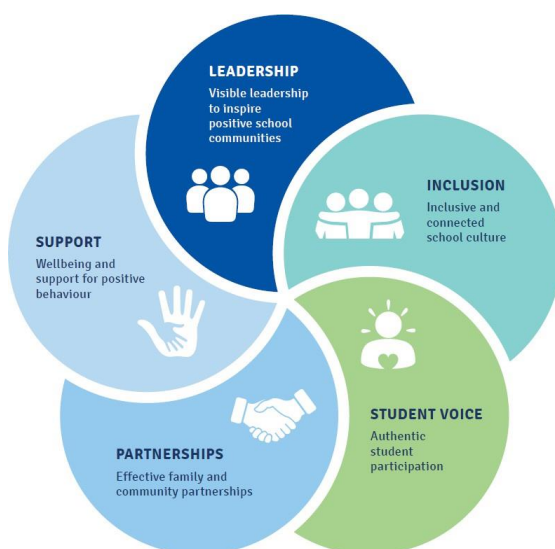 LEADERSHIP
Visible leadership
to inspire
positive school
communities
INCLUSION
Inclusive and
connected
school culture
STUDENT VOICE
Authentic
student
participation
PARTNERSHIPS
Effective family and
community partnerships
SUPPORT
Wellbeing and
support for positive
behaviour